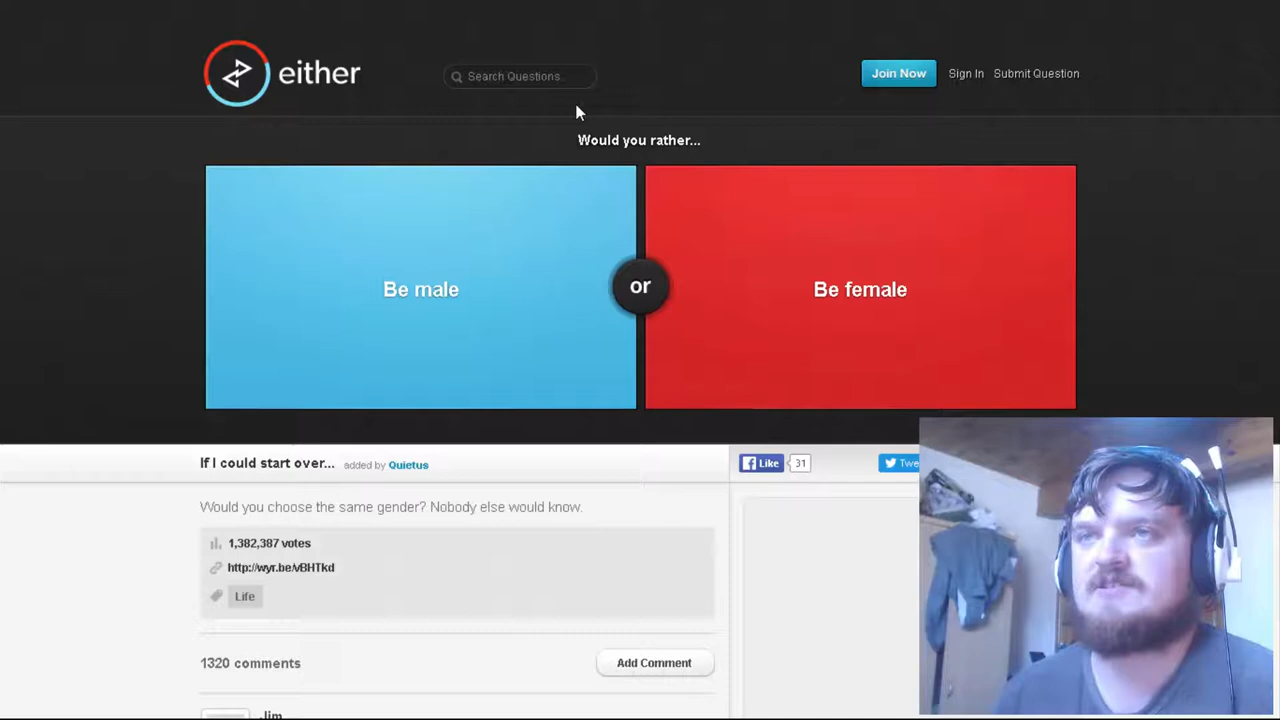 either
Search Questions...
Join Now
Sign In
Submit Question
Would you rather...
Be male
or
Be female
If I could start over...
added by Quietus
Like
31
Twe
Would you choose the same gender? Nobody else would know.
1,382,387 votes
http://wyr.be/vBHTkd
Life
1320 comments
Add Comment
Jim